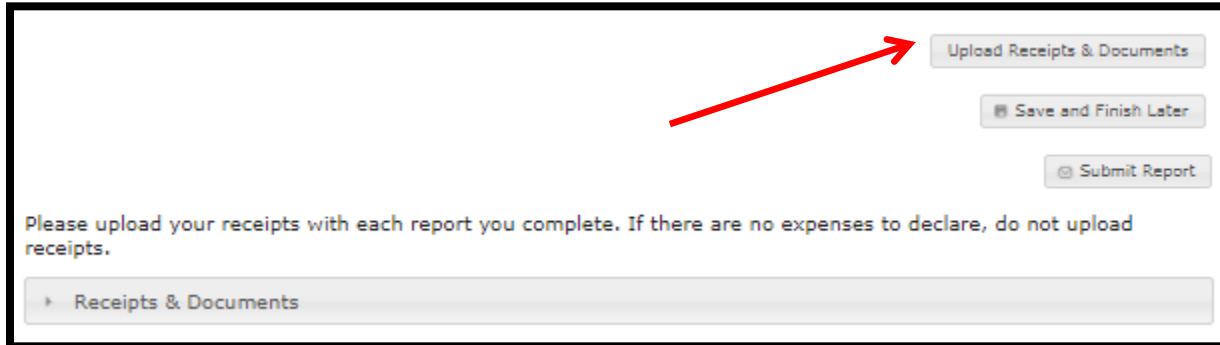 Upload Receipts & Documents
Save and Finish Later
Submit Report
Please upload your receipts with each report you complete. If there are no expenses to declare, do not upload
receipts.
Receipts & Documents